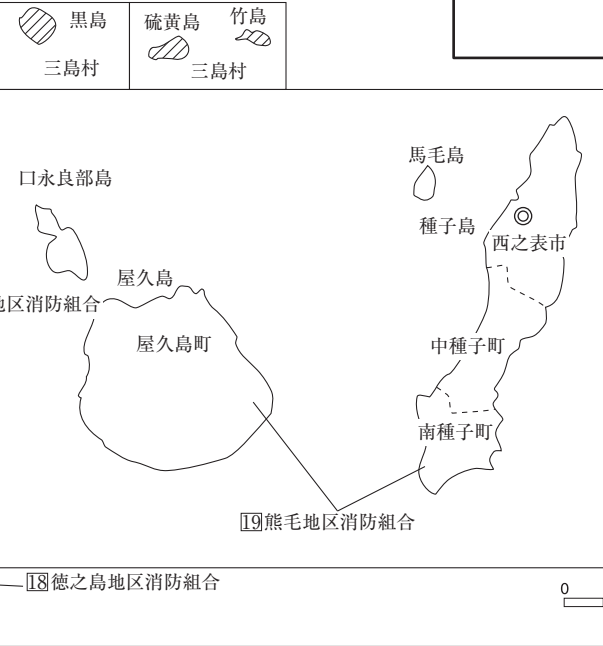 黒島
三島村
硫黄島
竹島
三島村
馬毛島
口永良部島
種子島
西之表市
屋久島
地区消防組合
屋久島町
中種子町
南種子町
19熊毛地区消防組合
18徳之島地区消防組合
0